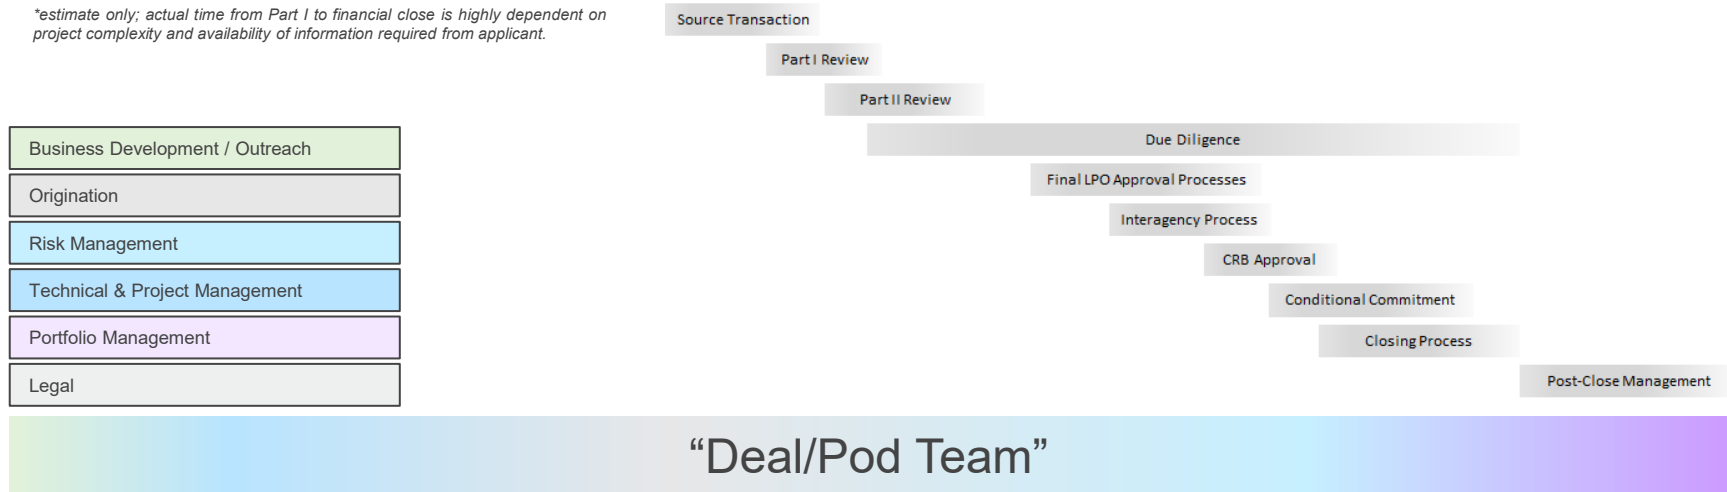 *estimate only; actual time from Part I to financial close is highly dependent on
project complexity and availability of information required from applicant.
Source Transaction
Part I Review
Part II Review
Due Diligence
Final LPO Approval Processes
Interagency Process
CRB Approval
Conditional Commitment
Closing Process
Post-Close Management
Business Development / Outreach
Origination
Risk Management
Technical & Project Management
Portfolio Management
Legal
“Deal/Pod Team”